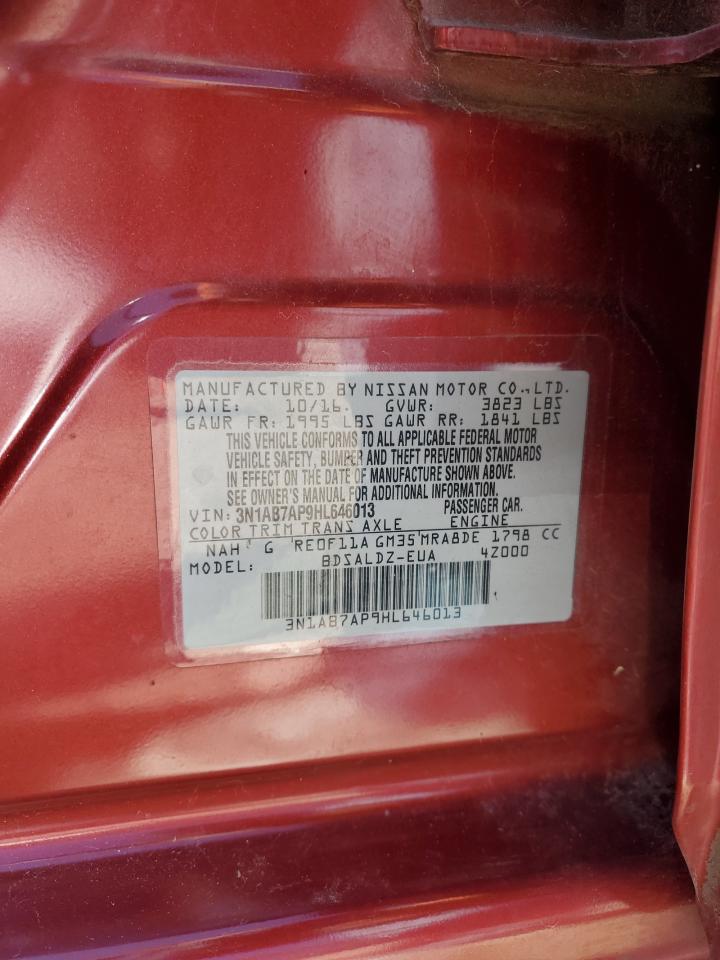 MANUFACTURED BY NISSAN MOTOR CO.,LTD.
DATE: 10/16. GVWR: 3823 LBS
GAWR FR: 1995 LBS GAWR RR: 1841 LBS
THIS VEHICLE CONFORMS TO ALL APPLICABLE FEDERAL MOTOR
VEHICLE SAFETY, BUMPER AND THEFT PREVENTION STANDARDS
IN EFFECT ON THE DATE OF MANUFACTURE SHOWN ABOVE.
SEE OWNER'S MANUAL FOR ADDITIONAL INFORMATION.
VIN: 3N1AB7AP9HL646013 PASSENGER CAR.
COLOR TRIM TRANS AXLE ENGINE
NAH G RE0F11A GM35 MRA8DE 1798 CC
MODEL: BDSALDZ-EUA 4Z000
3N1AB7AP9HL646013